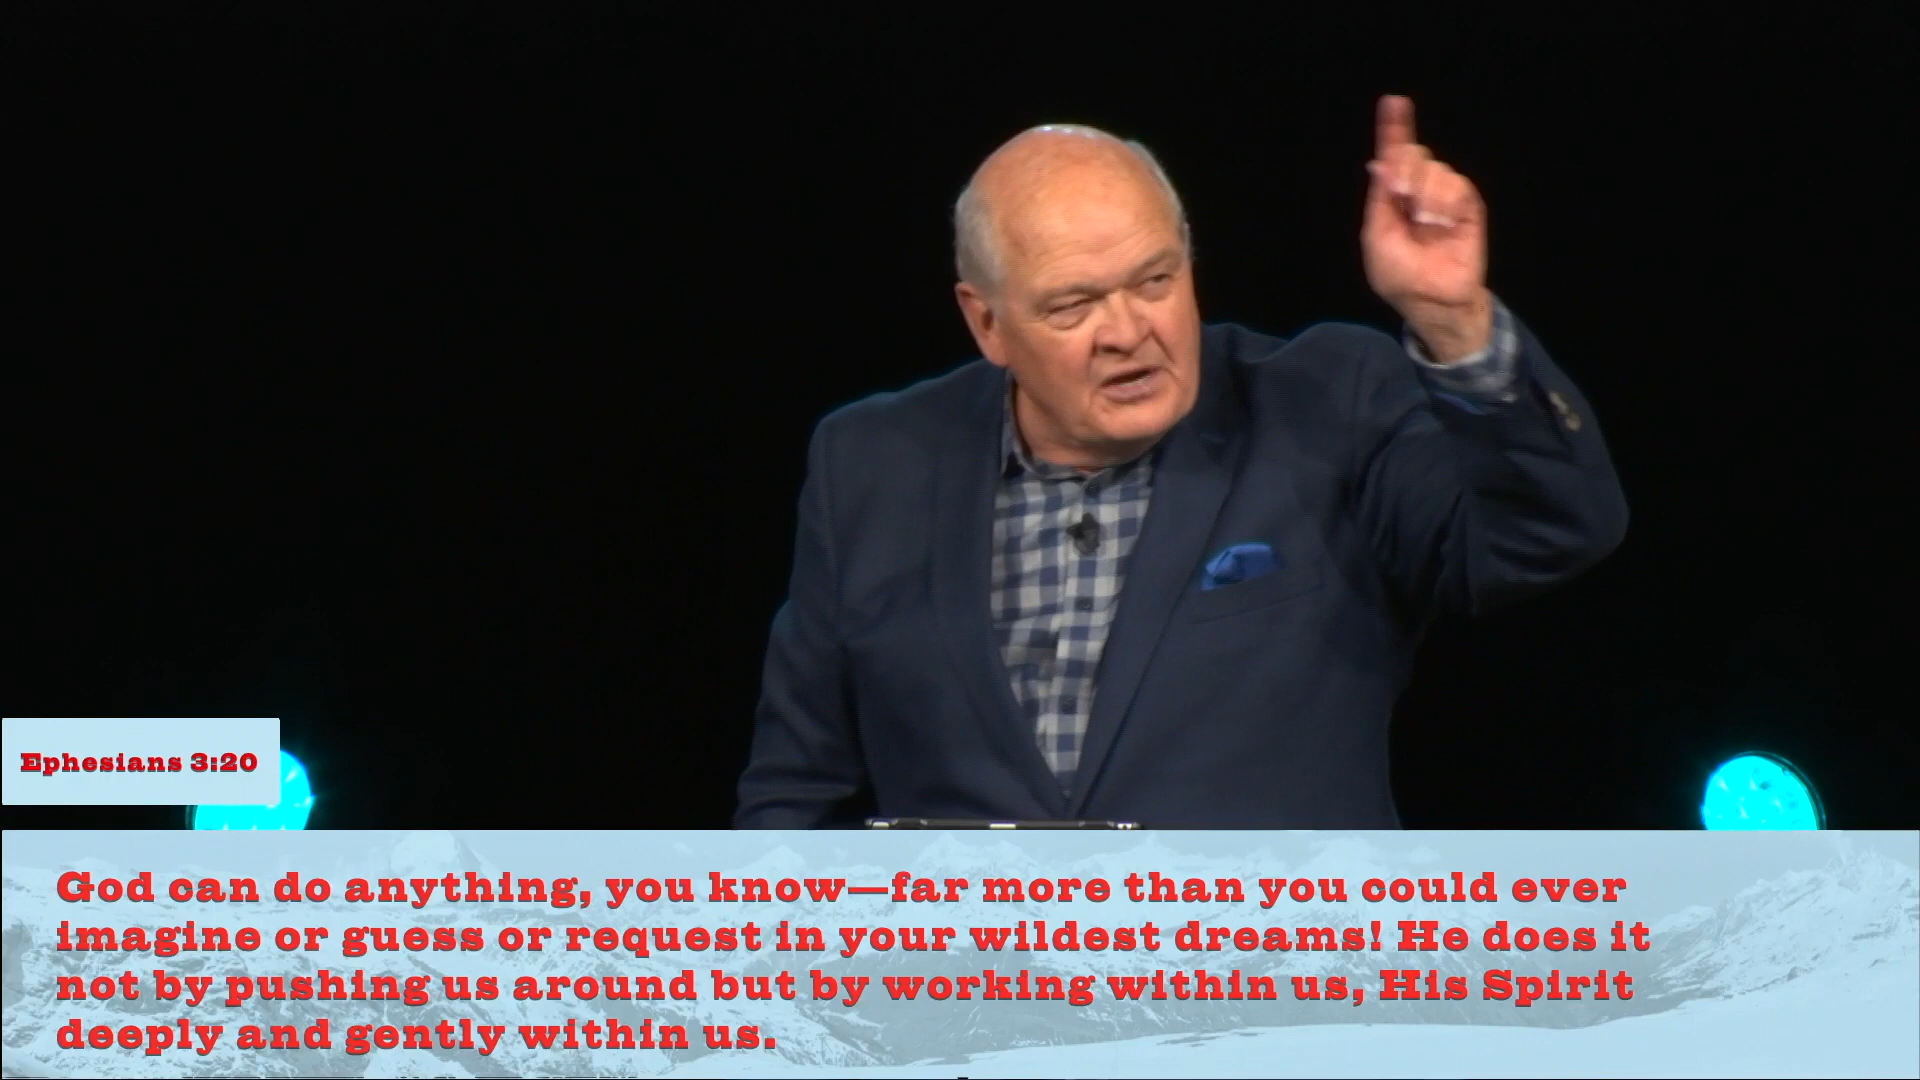 Ephesians 3:20
God can do anything, you know—far more than you could ever
imagine or guess or request in your wildest dreams! He does it
not by pushing us around but by working within us, His Spirit
deeply and gently within us.